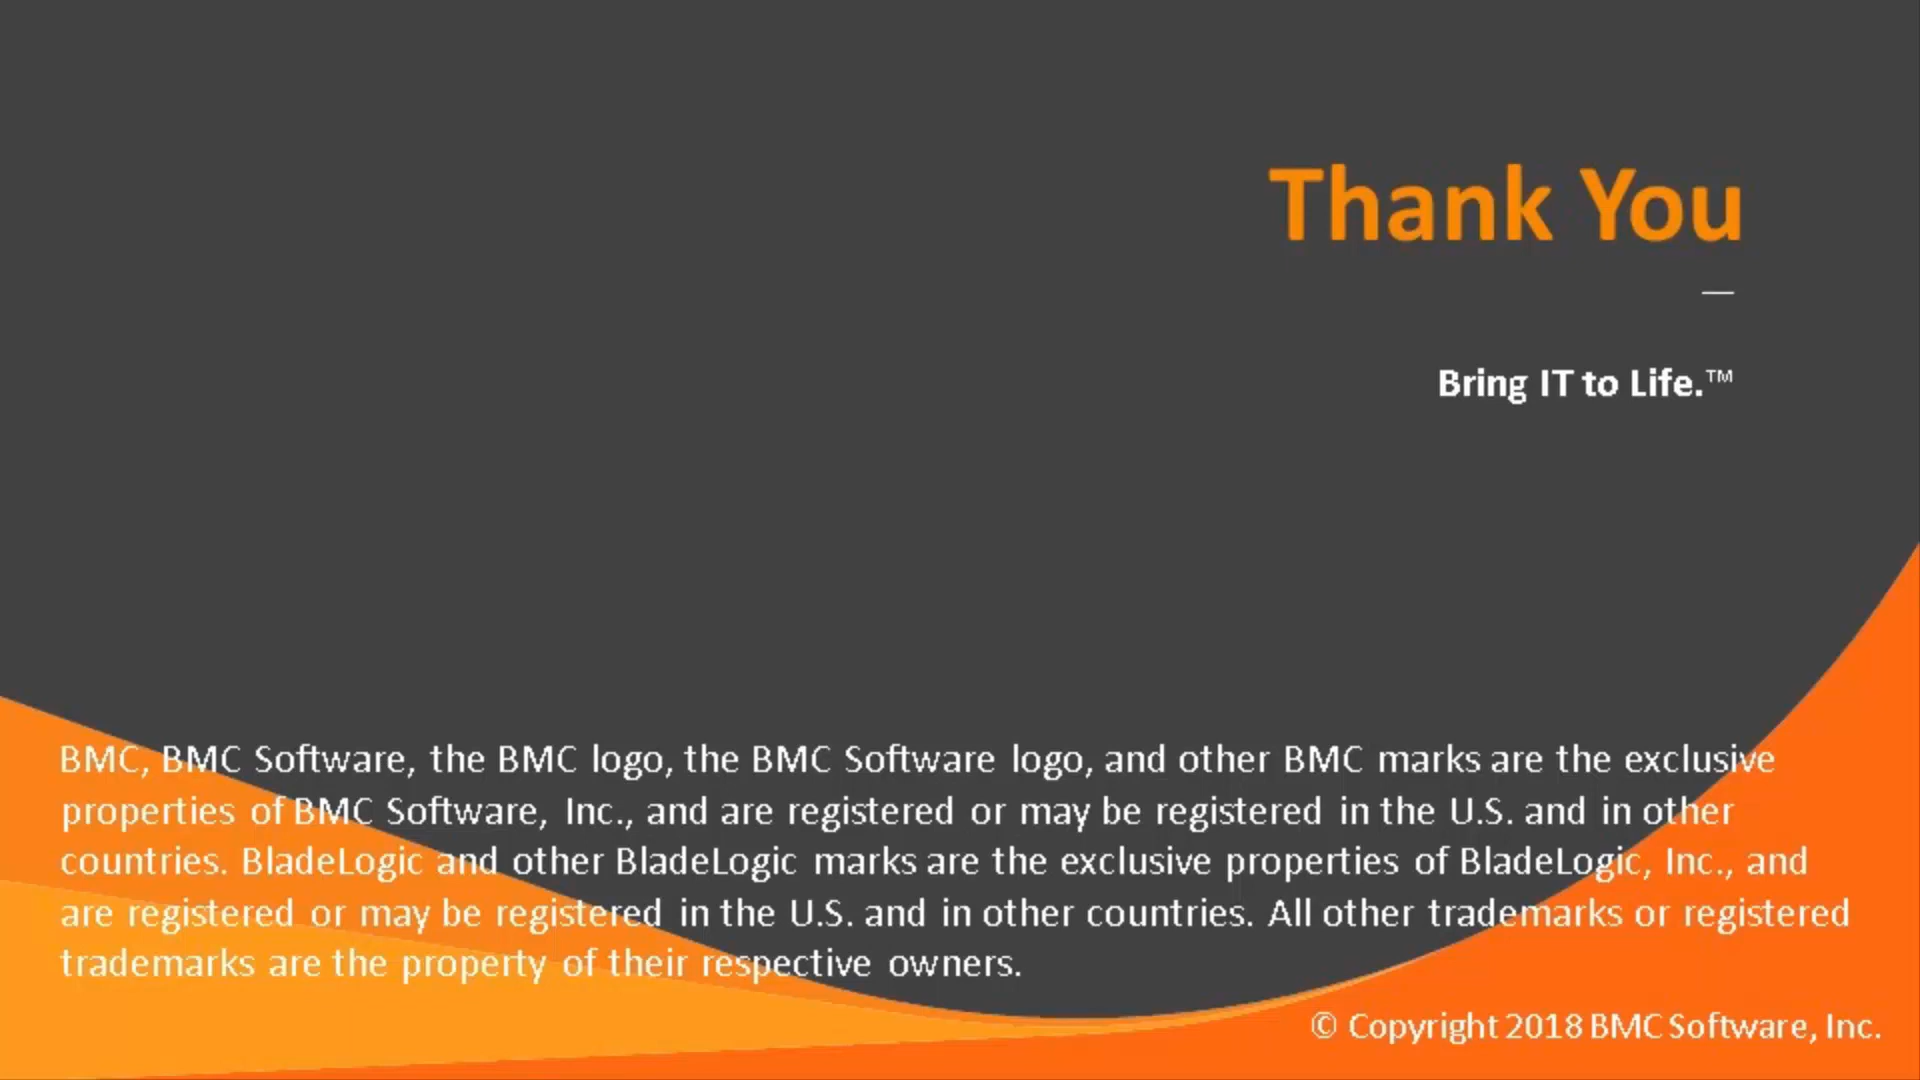 Thank You
Bring IT to Life.™
BMC, BMC Software, the BMC logo, the BMC Software logo, and other BMC marks are the exclusive
properties of BMC Software, Inc., and are registered or may be registered in the U.S. and in other
countries. BladeLogic and other BladeLogic marks are the exclusive properties of BladeLogic, Inc., and
are registered or may be registered in the U.S. and in other countries. All other trademarks or registered
trademarks are the property of their respective owners.
© Copyright 2018 BMC Software, Inc.